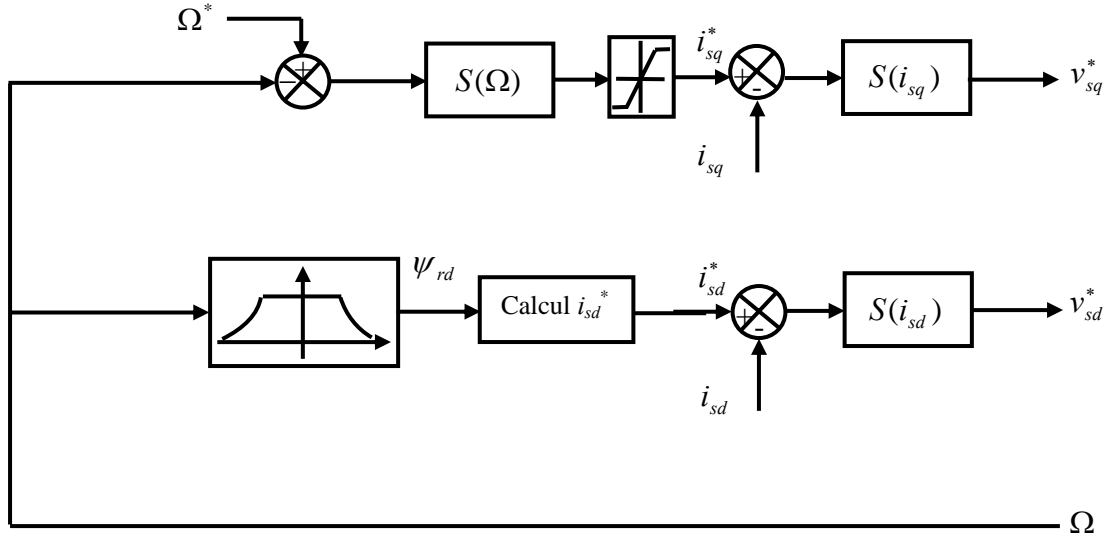 Ω*
−
+
S(Ω)
i*sq
+
-
S(isq)
v*sq
isq
ψrd
Calcul isd*
i*sd
+
-
S(isd)
v*sd
isd
Ω